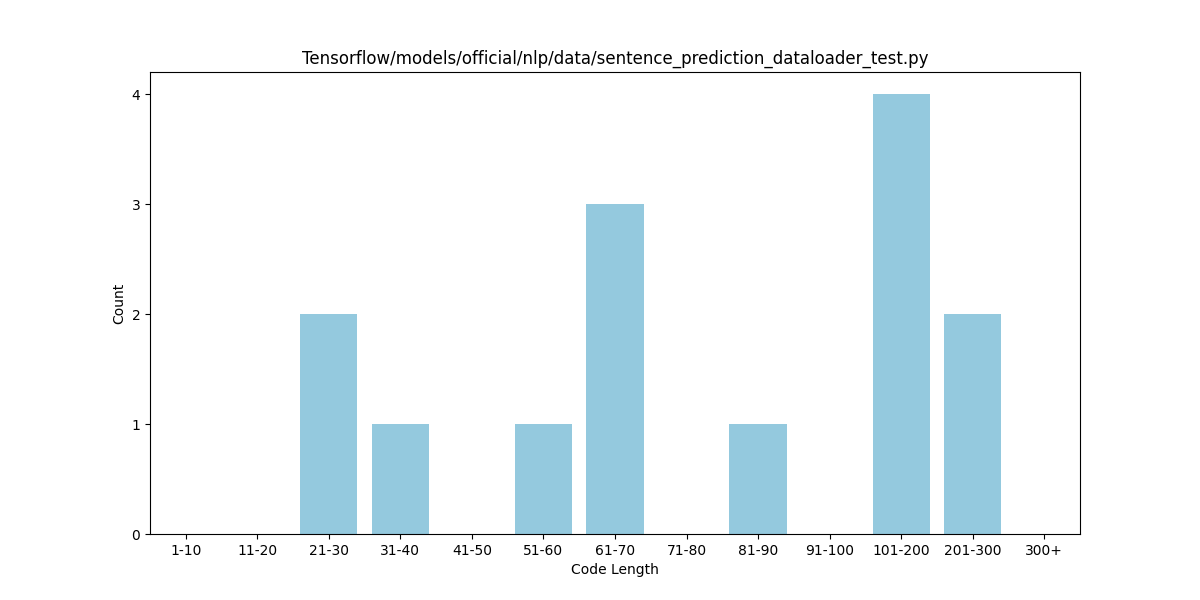 Tensorflow/models/official/nlp/data/sentence_prediction_dataloader_test.py
4
3
2
1
0
Count
1-10 11-20 21-30 31-40 41-50 51-60 61-70 71-80 81-90 91-100 101-200 201-300 300+
Code Length